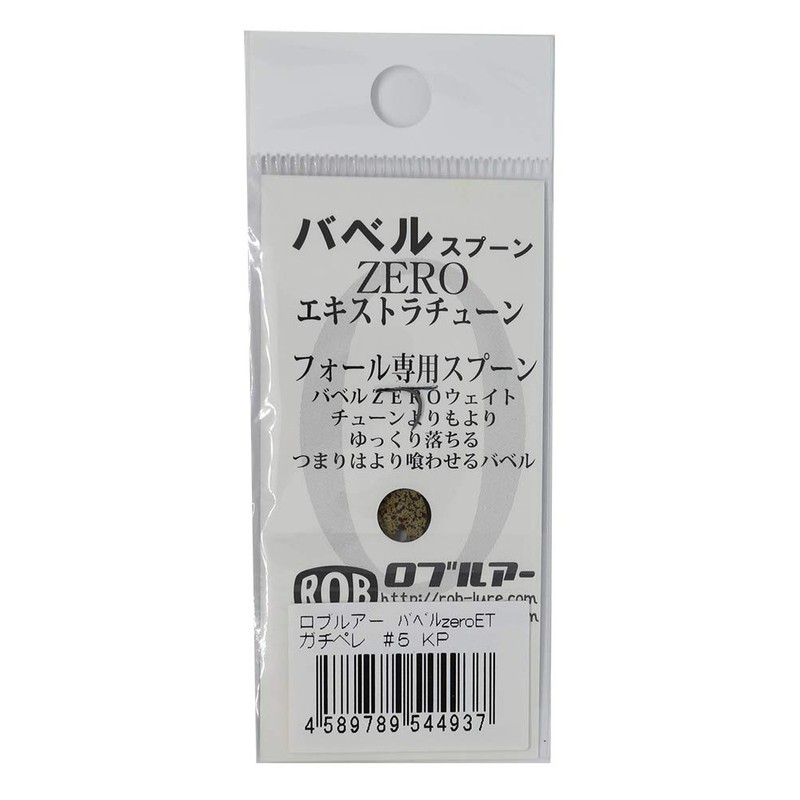 バベル スプーン
ZERO
エキストラチューン
フォール専用スプーン
バベルZEROウェイト
チューンよりもより
ゆっくり落ちる
つまりはより喰わせるバベル
ROB ロブルアー
http://rob-lure.com
ロブルアー バベルzeroET
ガチペレ #5 KP
4 589789 544937